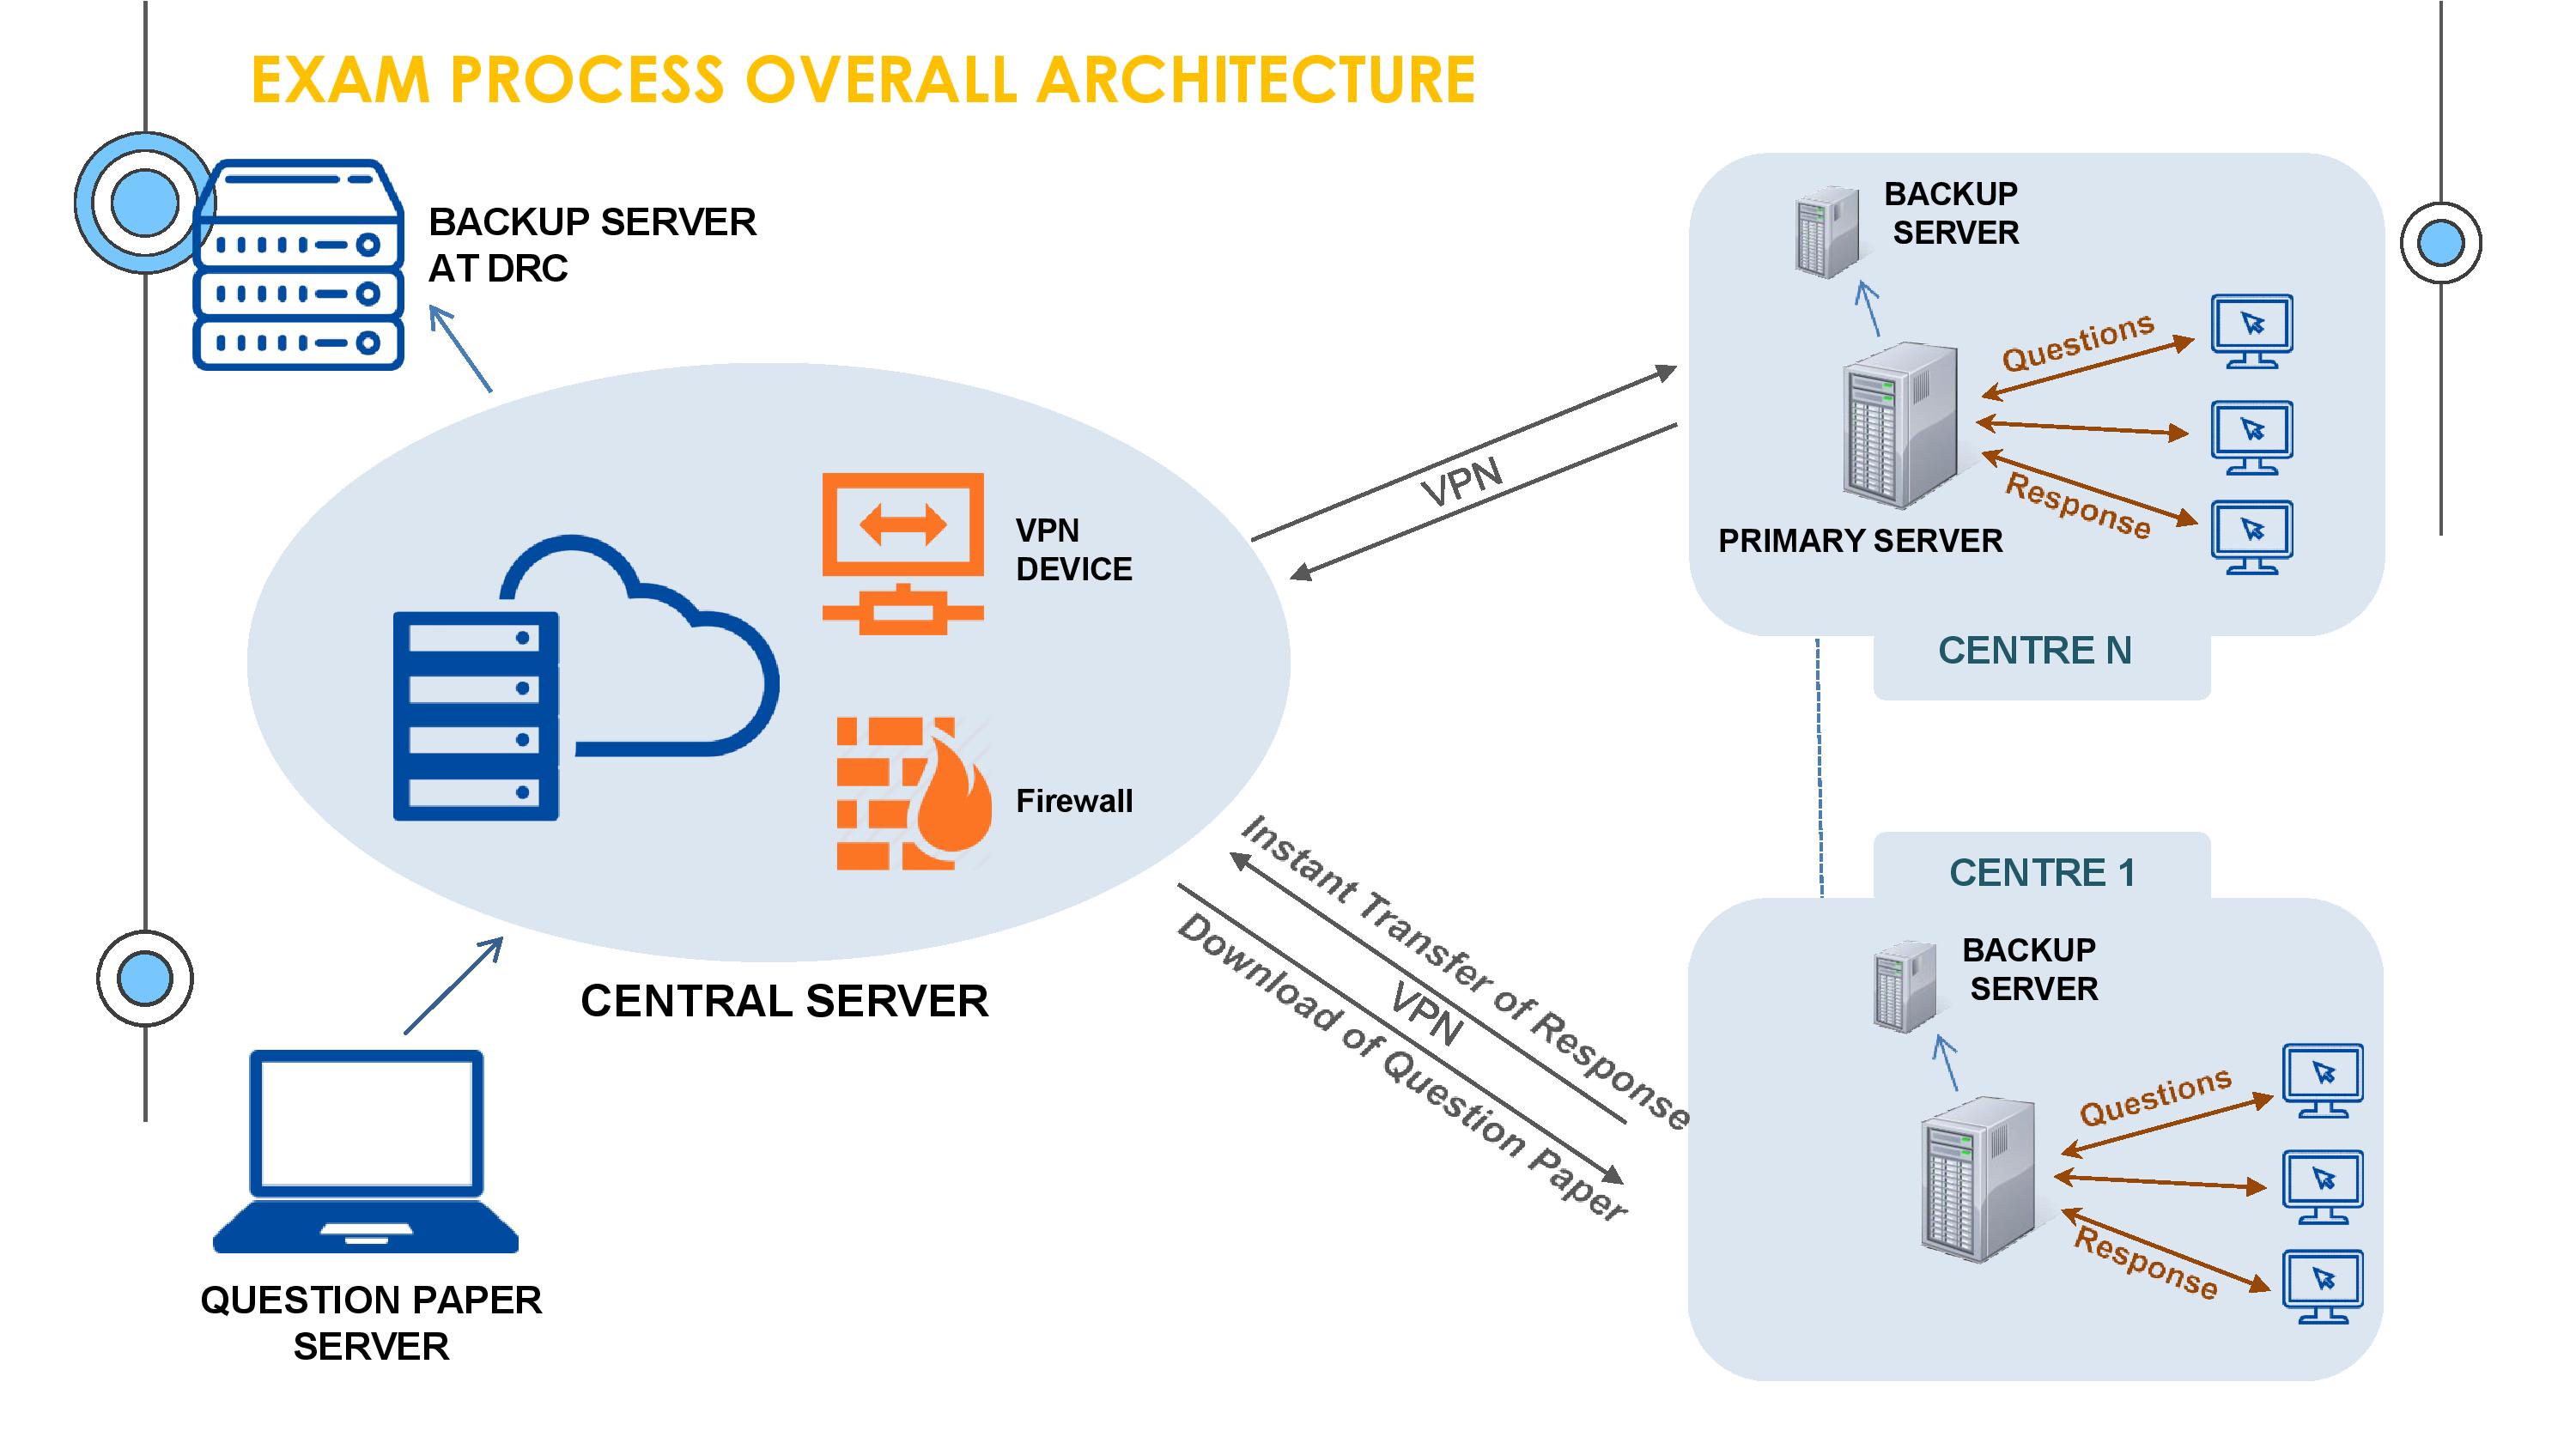 EXAM PROCESS OVERALL ARCHITECTURE
BACKUP SERVER
AT DRC
VPN
DEVICE
Firewall
CENTRAL SERVER
QUESTION PAPER
SERVER
VPN
Instant Transfer of Response
VPN
Download of Question Paper
BACKUP
SERVER
Questions
Response
PRIMARY SERVER
CENTRE N
CENTRE 1
BACKUP
SERVER
Questions
Response